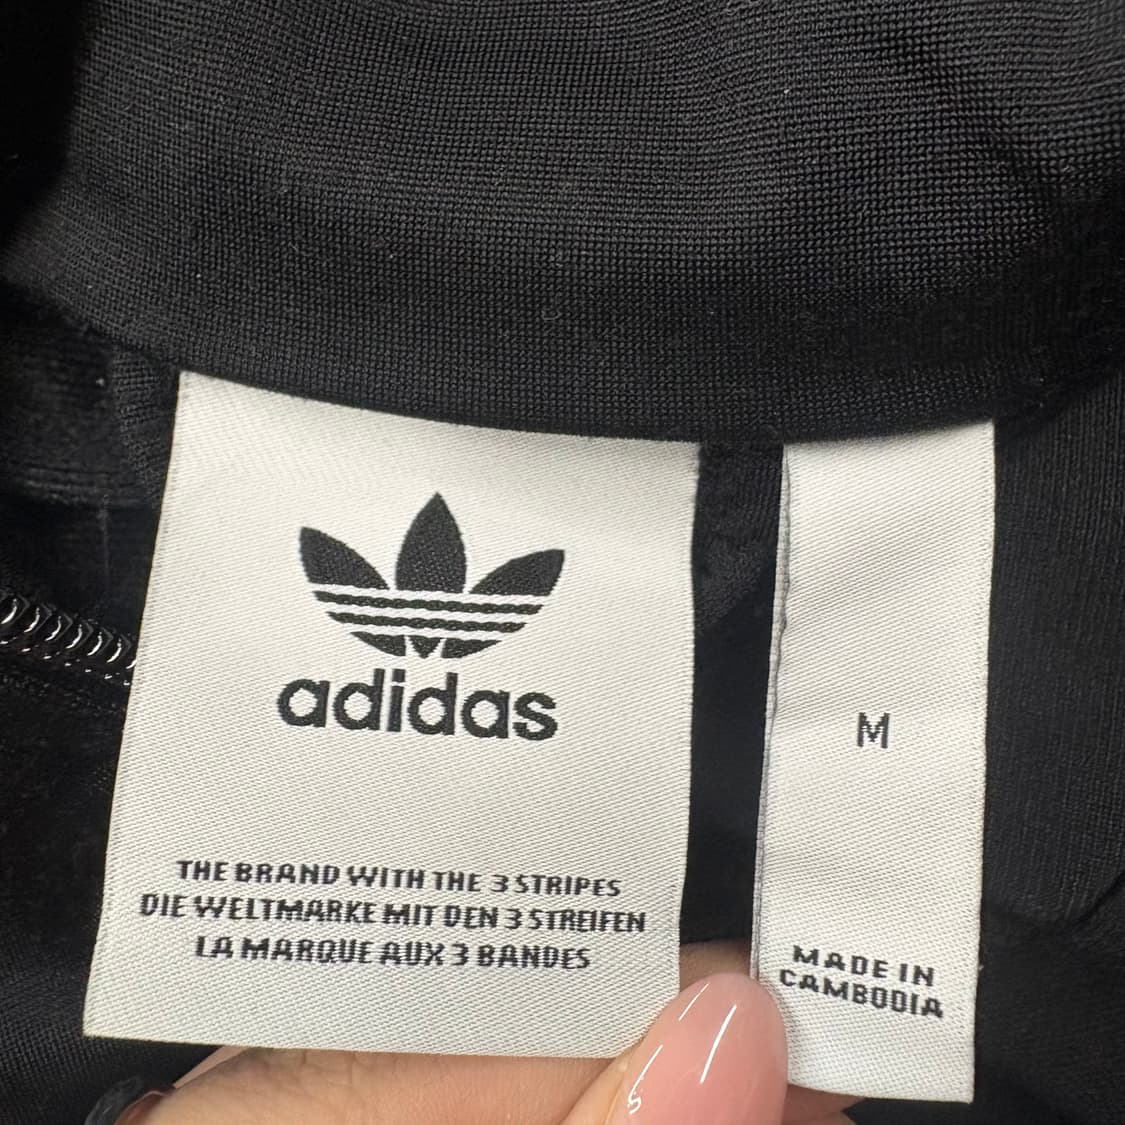 adidas
THE BRAND WITH THE 3 STRIPES
DIE WELTMARKE MIT DEN 3 STREIFEN
LA MARQUE AUX 3 BANDES
M
MADE IN
CAMBODIA